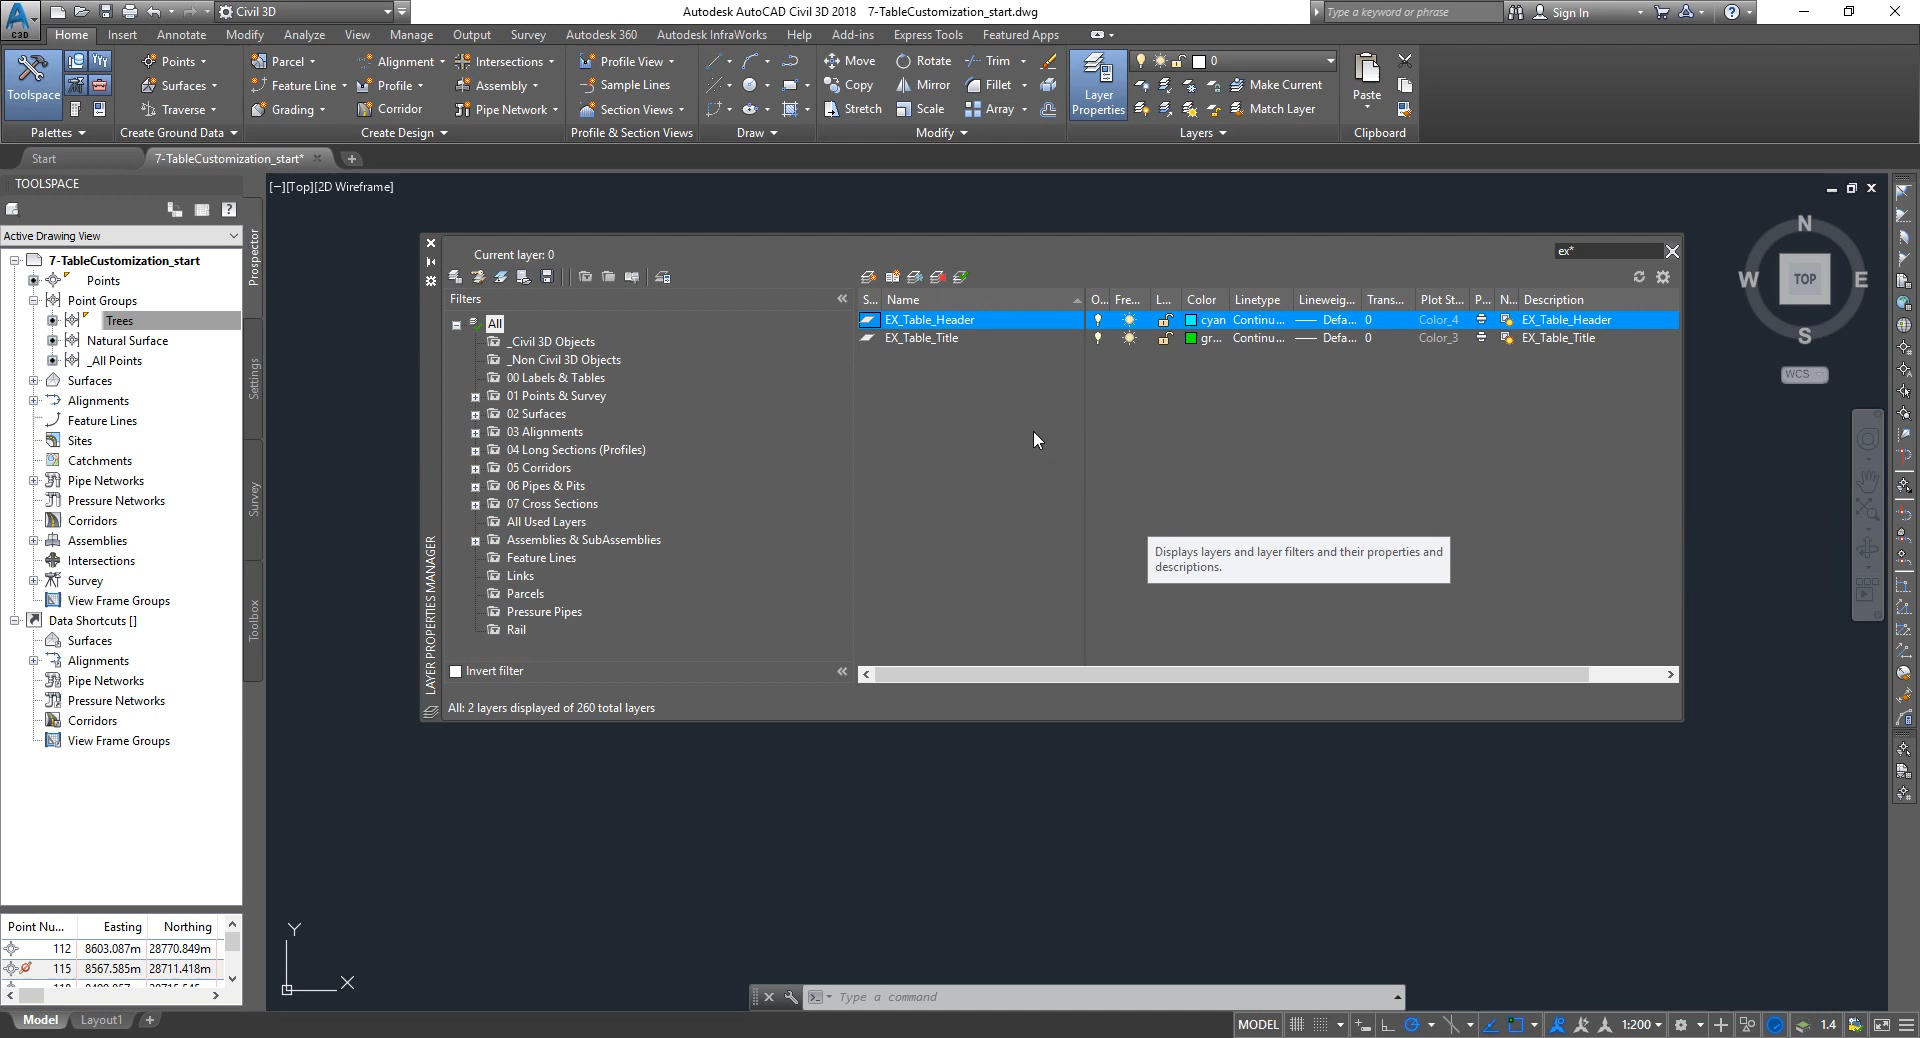 C3D
Civil 3D
Autodesk AutoCAD Civil 3D 2018 7-TableCustomization_start.dwg
Type a keyword or phrase
Sign In
Home Insert Annotate Modify Analyze View Manage Output Survey Autodesk 360 Autodesk InfraWorks Help Add-ins Express Tools Featured Apps
Toolspace
Points
Surfaces
Traverse
Parcel
Feature Line
Grading
Alignment
Profile
Corridor
Intersections
Assembly
Pipe Network
Profile View
Sample Lines
Section Views
Move
Copy
Stretch
Rotate
Mirror
Scale
Trim
Fillet
Array
Layer
Properties
0
Make Current
Match Layer
Paste
Palettes
Create Ground Data
Create Design
Profile & Section Views
Draw
Modify
Layers
Clipboard
Start
7-TableCustomization_start*
TOOLSPACE
Active Drawing View
7-TableCustomization_start
Points
Point Groups
Trees
Natural Surface
_All Points
Surfaces
Alignments
Feature Lines
Sites
Catchments
Pipe Networks
Pressure Networks
Corridors
Assemblies
Intersections
Survey
View Frame Groups
Data Shortcuts []
Surfaces
Alignments
Pipe Networks
Pressure Networks
Corridors
View Frame Groups
Prospector
Settings
Survey
Toolbox
Point Nu... Easting Northing
112 8603.087m 28770.849m
115 8567.585m 28711.418m
[−][Top][2D Wireframe]
Current layer: 0
ex*
Filters
All
_Civil 3D Objects
_Non Civil 3D Objects
00 Labels & Tables
01 Points & Survey
02 Surfaces
03 Alignments
04 Long Sections (Profiles)
05 Corridors
06 Pipes & Pits
07 Cross Sections
All Used Layers
Assemblies & SubAssemblies
Feature Lines
Links
Parcels
Pressure Pipes
Rail
Invert filter
All: 2 layers displayed of 260 total layers
LAYER PROPERTIES MANAGER
S... Name O.. Fre... L... Color Linetype Lineweig... Trans... Plot St... P... N.. Description
EX_Table_Header cyan Continu... Defa... 0 Color_4 EX_Table_Header
EX_Table_Title gr... Continu... Defa... 0 Color_3 EX_Table_Title
Displays layers and layer filters and their properties and
descriptions.
N
W TOP E
S
WCS
Y
X
Type a command
Model Layout1
MODEL
1:200
1.4